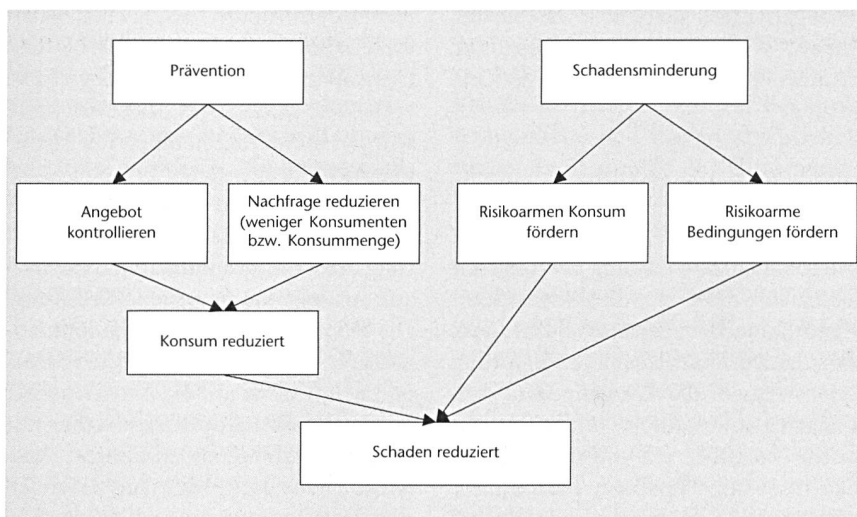 Prävention
Schadensminderung
Angebot
kontrollieren
Nachfrage reduzieren
(weniger Konsumenten
bzw. Konsummenge)
Risikoarmen Konsum
fördern
Risikoarme
Bedingungen fördern
Konsum reduziert
Schaden reduziert